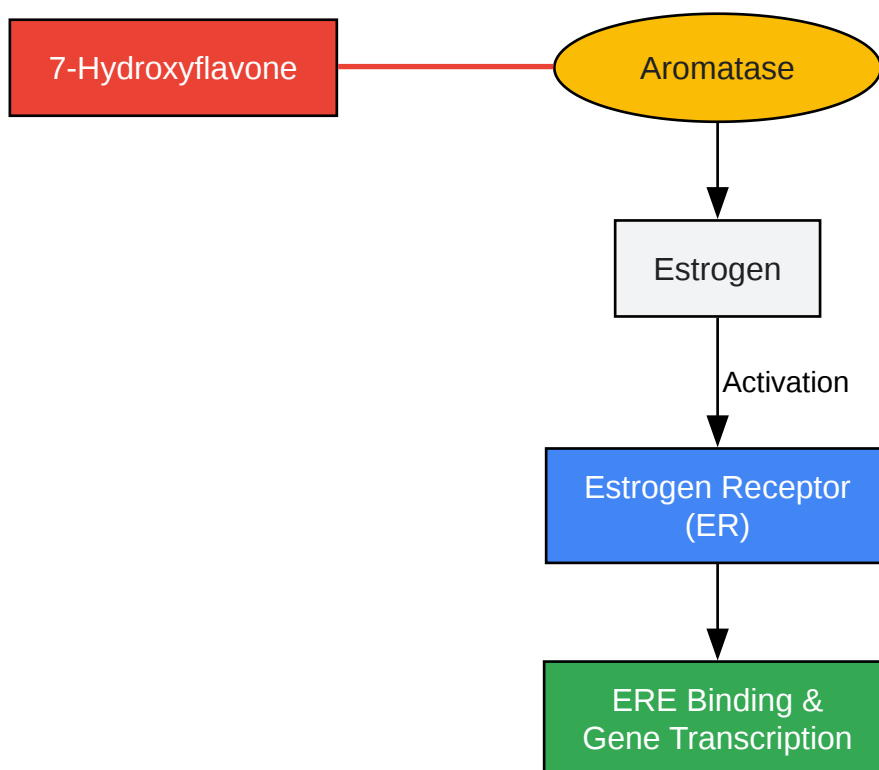 7-Hydroxyflavone
Aromatase
Estrogen
Activation
Estrogen Receptor
(ER)
ERE Binding &
Gene Transcription